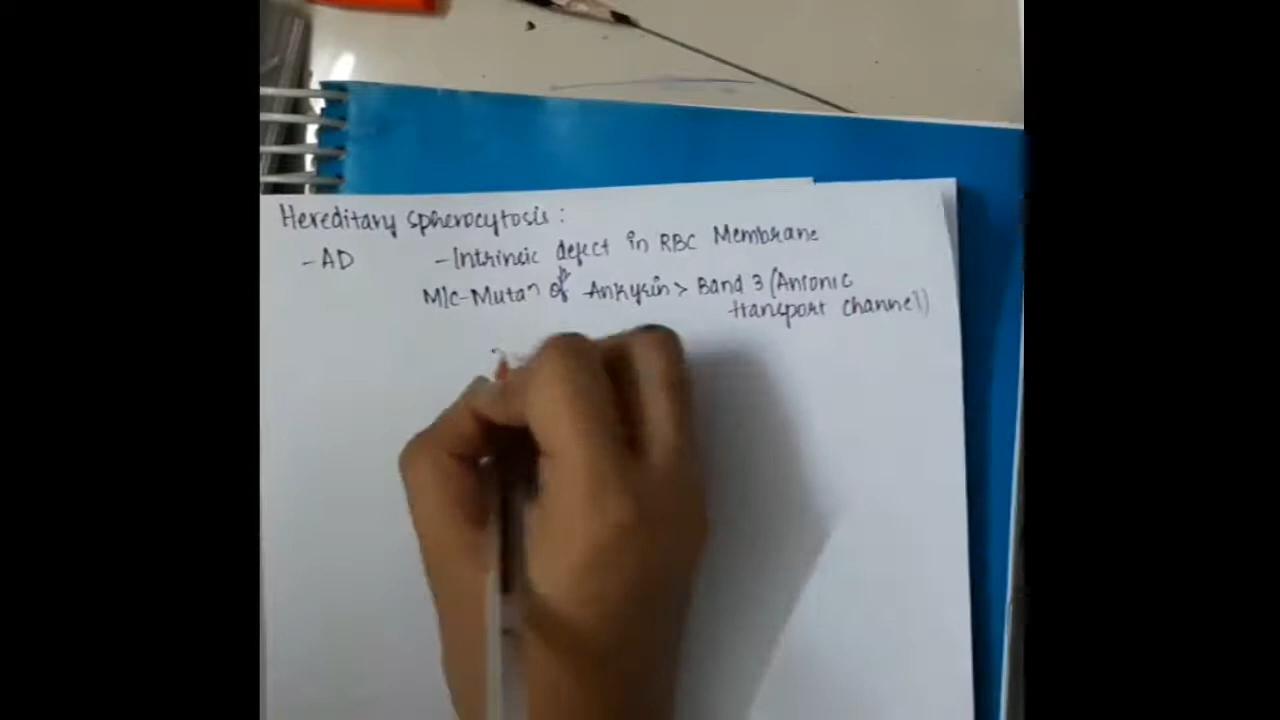 Hereditary spherocytosis :
- AD - Intrinsic defect in RBC Membrane
M/c - Mutaⁿ of Ankyrin > Band 3 (Anionic
transport channel)